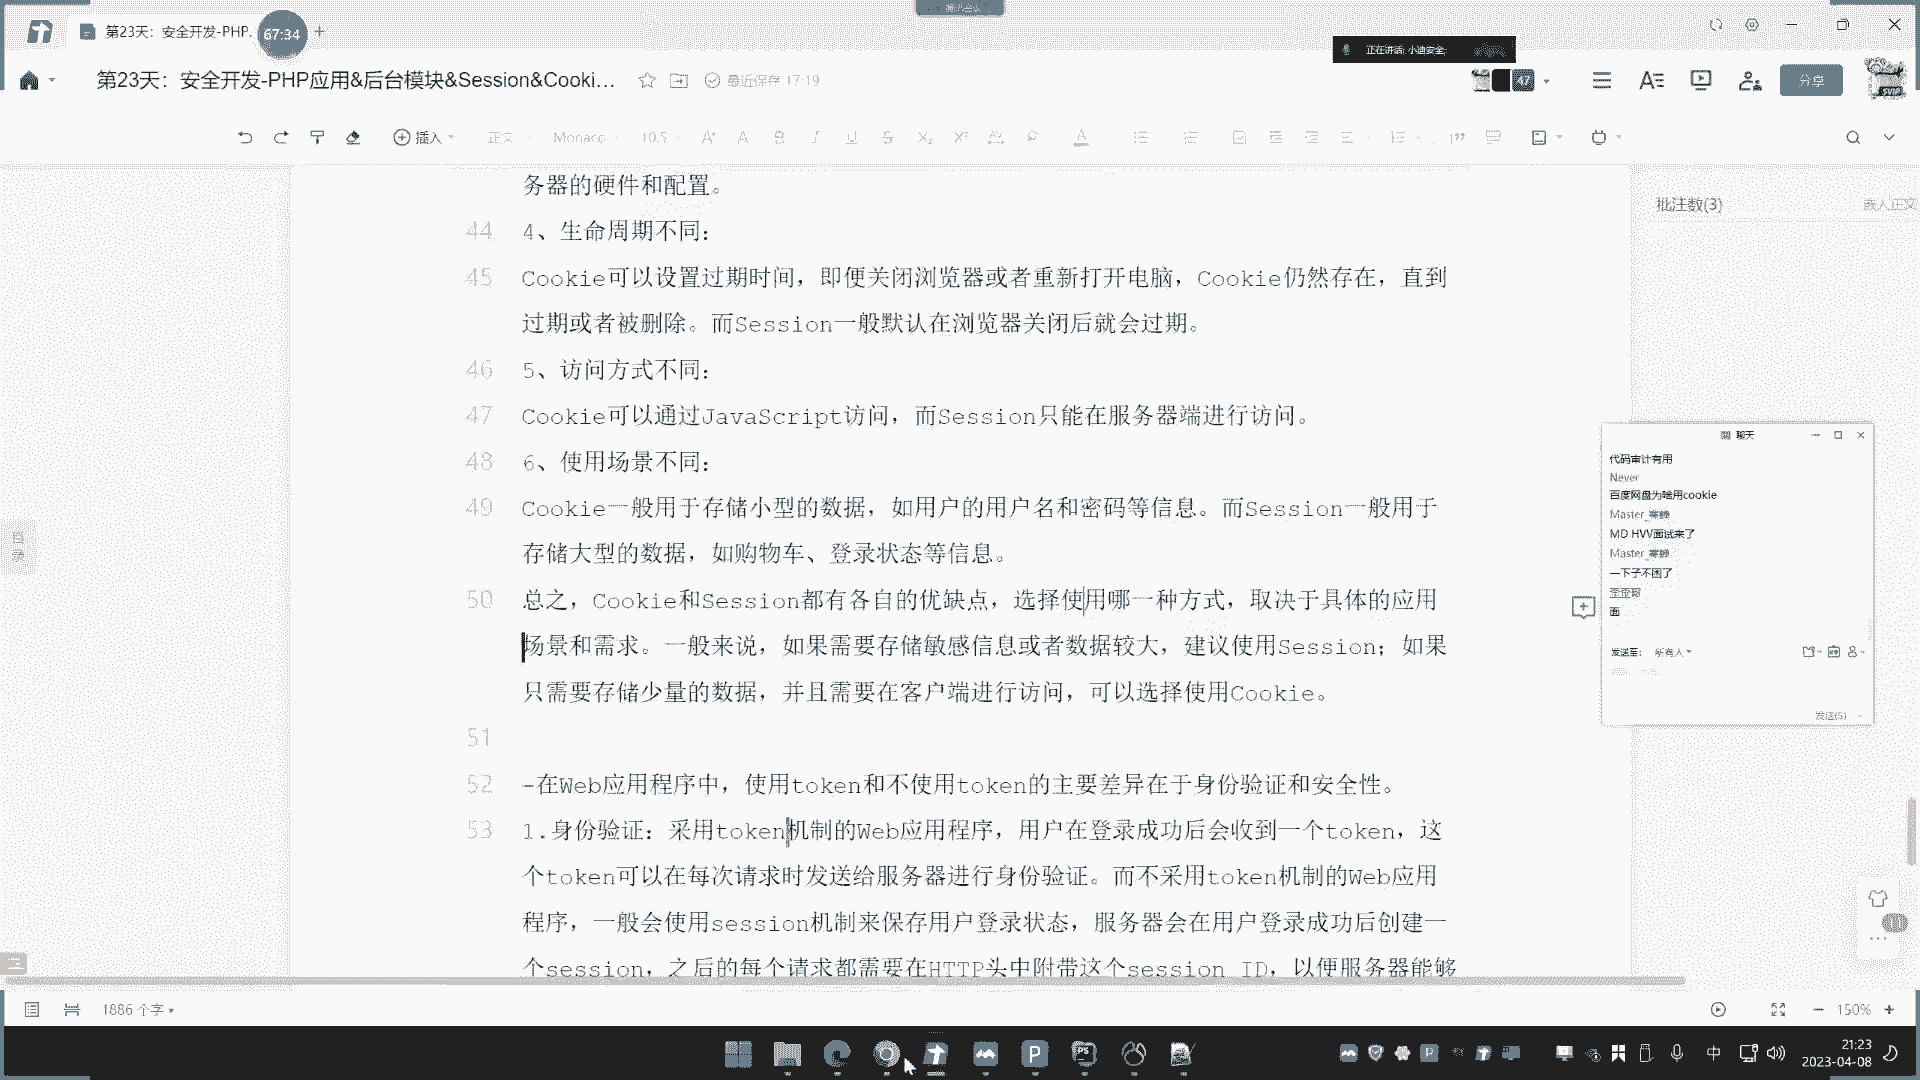 腾讯会议
第23天：安全开发-PHP.
67:34
正在讲话: 小迪安全;
第23天：安全开发-PHP应用&后台模块&Session&Cooki...
最近保存 17:19
47
分享
SVIP
插入
正文
Monaco
10.5
批注数(3)
嵌入正文
目录
务器的硬件和配置。
44 4、生命周期不同：
45 Cookie可以设置过期时间，即便关闭浏览器或者重新打开电脑，Cookie仍然存在，直到
过期或者被删除。而Session一般默认在浏览器关闭后就会过期。
46 5、访问方式不同：
47 Cookie可以通过JavaScript访问，而Session只能在服务器端进行访问。
48 6、使用场景不同：
49 Cookie一般用于存储小型的数据，如用户的用户名和密码等信息。而Session一般用于
存储大型的数据，如购物车、登录状态等信息。
50 总之，Cookie和Session都有各自的优缺点，选择使用哪一种方式，取决于具体的应用
场景和需求。一般来说，如果需要存储敏感信息或者数据较大，建议使用Session；如果
只需要存储少量的数据，并且需要在客户端进行访问，可以选择使用Cookie。
51
52 -在Web应用程序中，使用token和不使用token的主要差异在于身份验证和安全性。
53 1.身份验证：采用token机制的Web应用程序，用户在登录成功后会收到一个token，这
个token可以在每次请求时发送给服务器进行身份验证。而不采用token机制的Web应用
程序，一般会使用session机制来保存用户登录状态，服务器会在用户登录成功后创建一
个session，之后的每个请求都需要在HTTP头中附带这个session ID，以便服务器能够
聊天
代码审计有用
Never
百度网盘为啥用cookie
Master_寒蝉
MD HVV面试来了
Master_寒蝉
一下子不困了
歪歪哥
面
发送至: 所有人
发送(S)
1886 个字
150%
中
21:23
2023-04-08